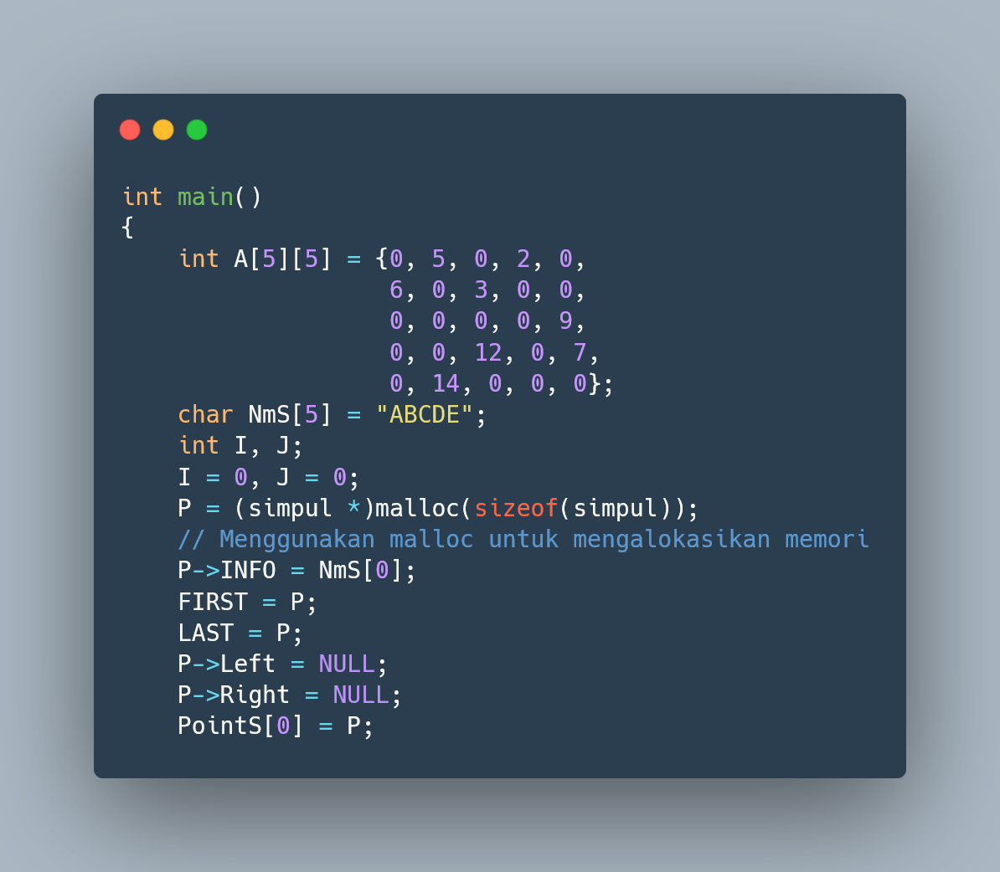 int main()
{
    int A[5][5] = {0, 5, 0, 2, 0,
                   6, 0, 3, 0, 0,
                   0, 0, 0, 0, 9,
                   0, 0, 12, 0, 7,
                   0, 14, 0, 0, 0};
    char NmS[5] = "ABCDE";
    int I, J;
    I = 0, J = 0;
    P = (simpul *)malloc(sizeof(simpul));
    // Menggunakan malloc untuk mengalokasikan memori
    P->INFO = NmS[0];
    FIRST = P;
    LAST = P;
    P->Left = NULL;
    P->Right = NULL;
    PointS[0] = P;